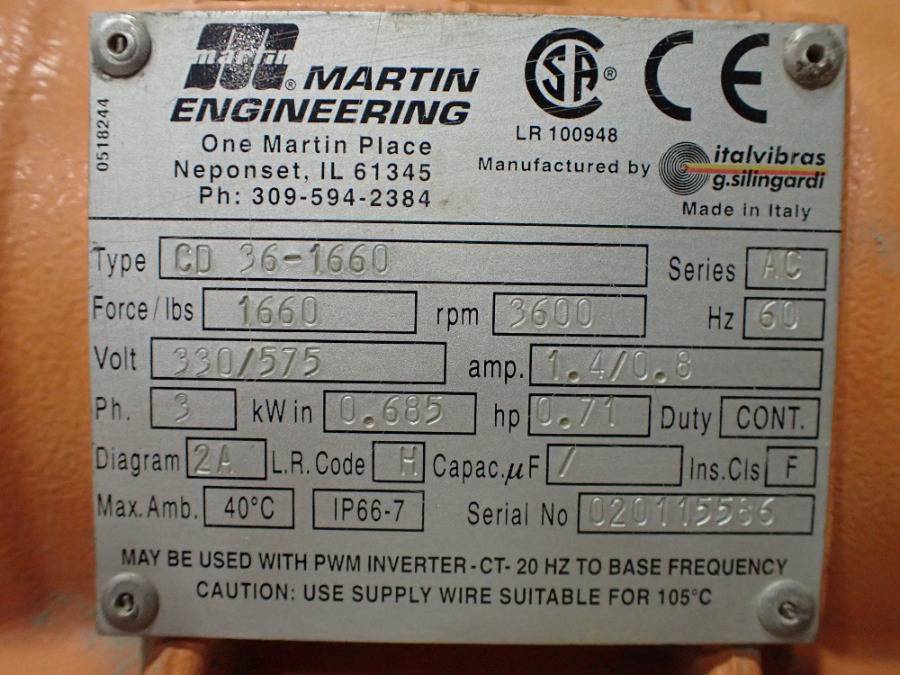 martin
® MARTIN
ENGINEERING
One Martin Place
Neponset, IL 61345
Ph: 309-594-2384
0518244
CSA ®
LR 100948
CE
Manufactured by italvibras
g.silingardi
Made in Italy
Type CD 36-1660 Series AC
Force/lbs 1660 rpm 3600 Hz 60
Volt 330/575 amp. 1.4/0.8
Ph. 3 kW in 0.685 hp 0.71 Duty CONT.
Diagram 2A L.R. Code H Capac.µF / Ins.Cls F
Max.Amb. 40°C IP66-7 Serial No 020115586
MAY BE USED WITH PWM INVERTER -CT- 20 HZ TO BASE FREQUENCY
CAUTION: USE SUPPLY WIRE SUITABLE FOR 105°C